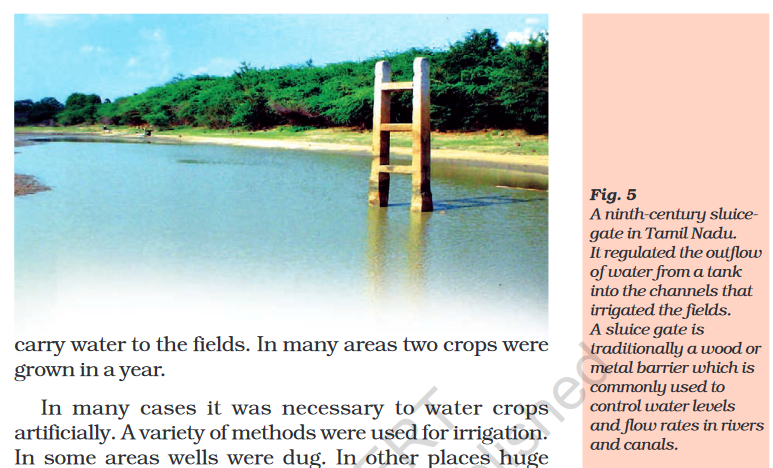 Fig. 5
A ninth-century sluice-
gate in Tamil Nadu.
It regulated the outflow
of water from a tank
into the channels that
irrigated the fields.
A sluice gate is
traditionally a wood or
metal barrier which is
commonly used to
control water levels
and flow rates in rivers
and canals.
carry water to the fields. In many areas two crops were
grown in a year.
In many cases it was necessary to water crops
artificially. A variety of methods were used for irrigation.
In some areas wells were dug. In other places huge